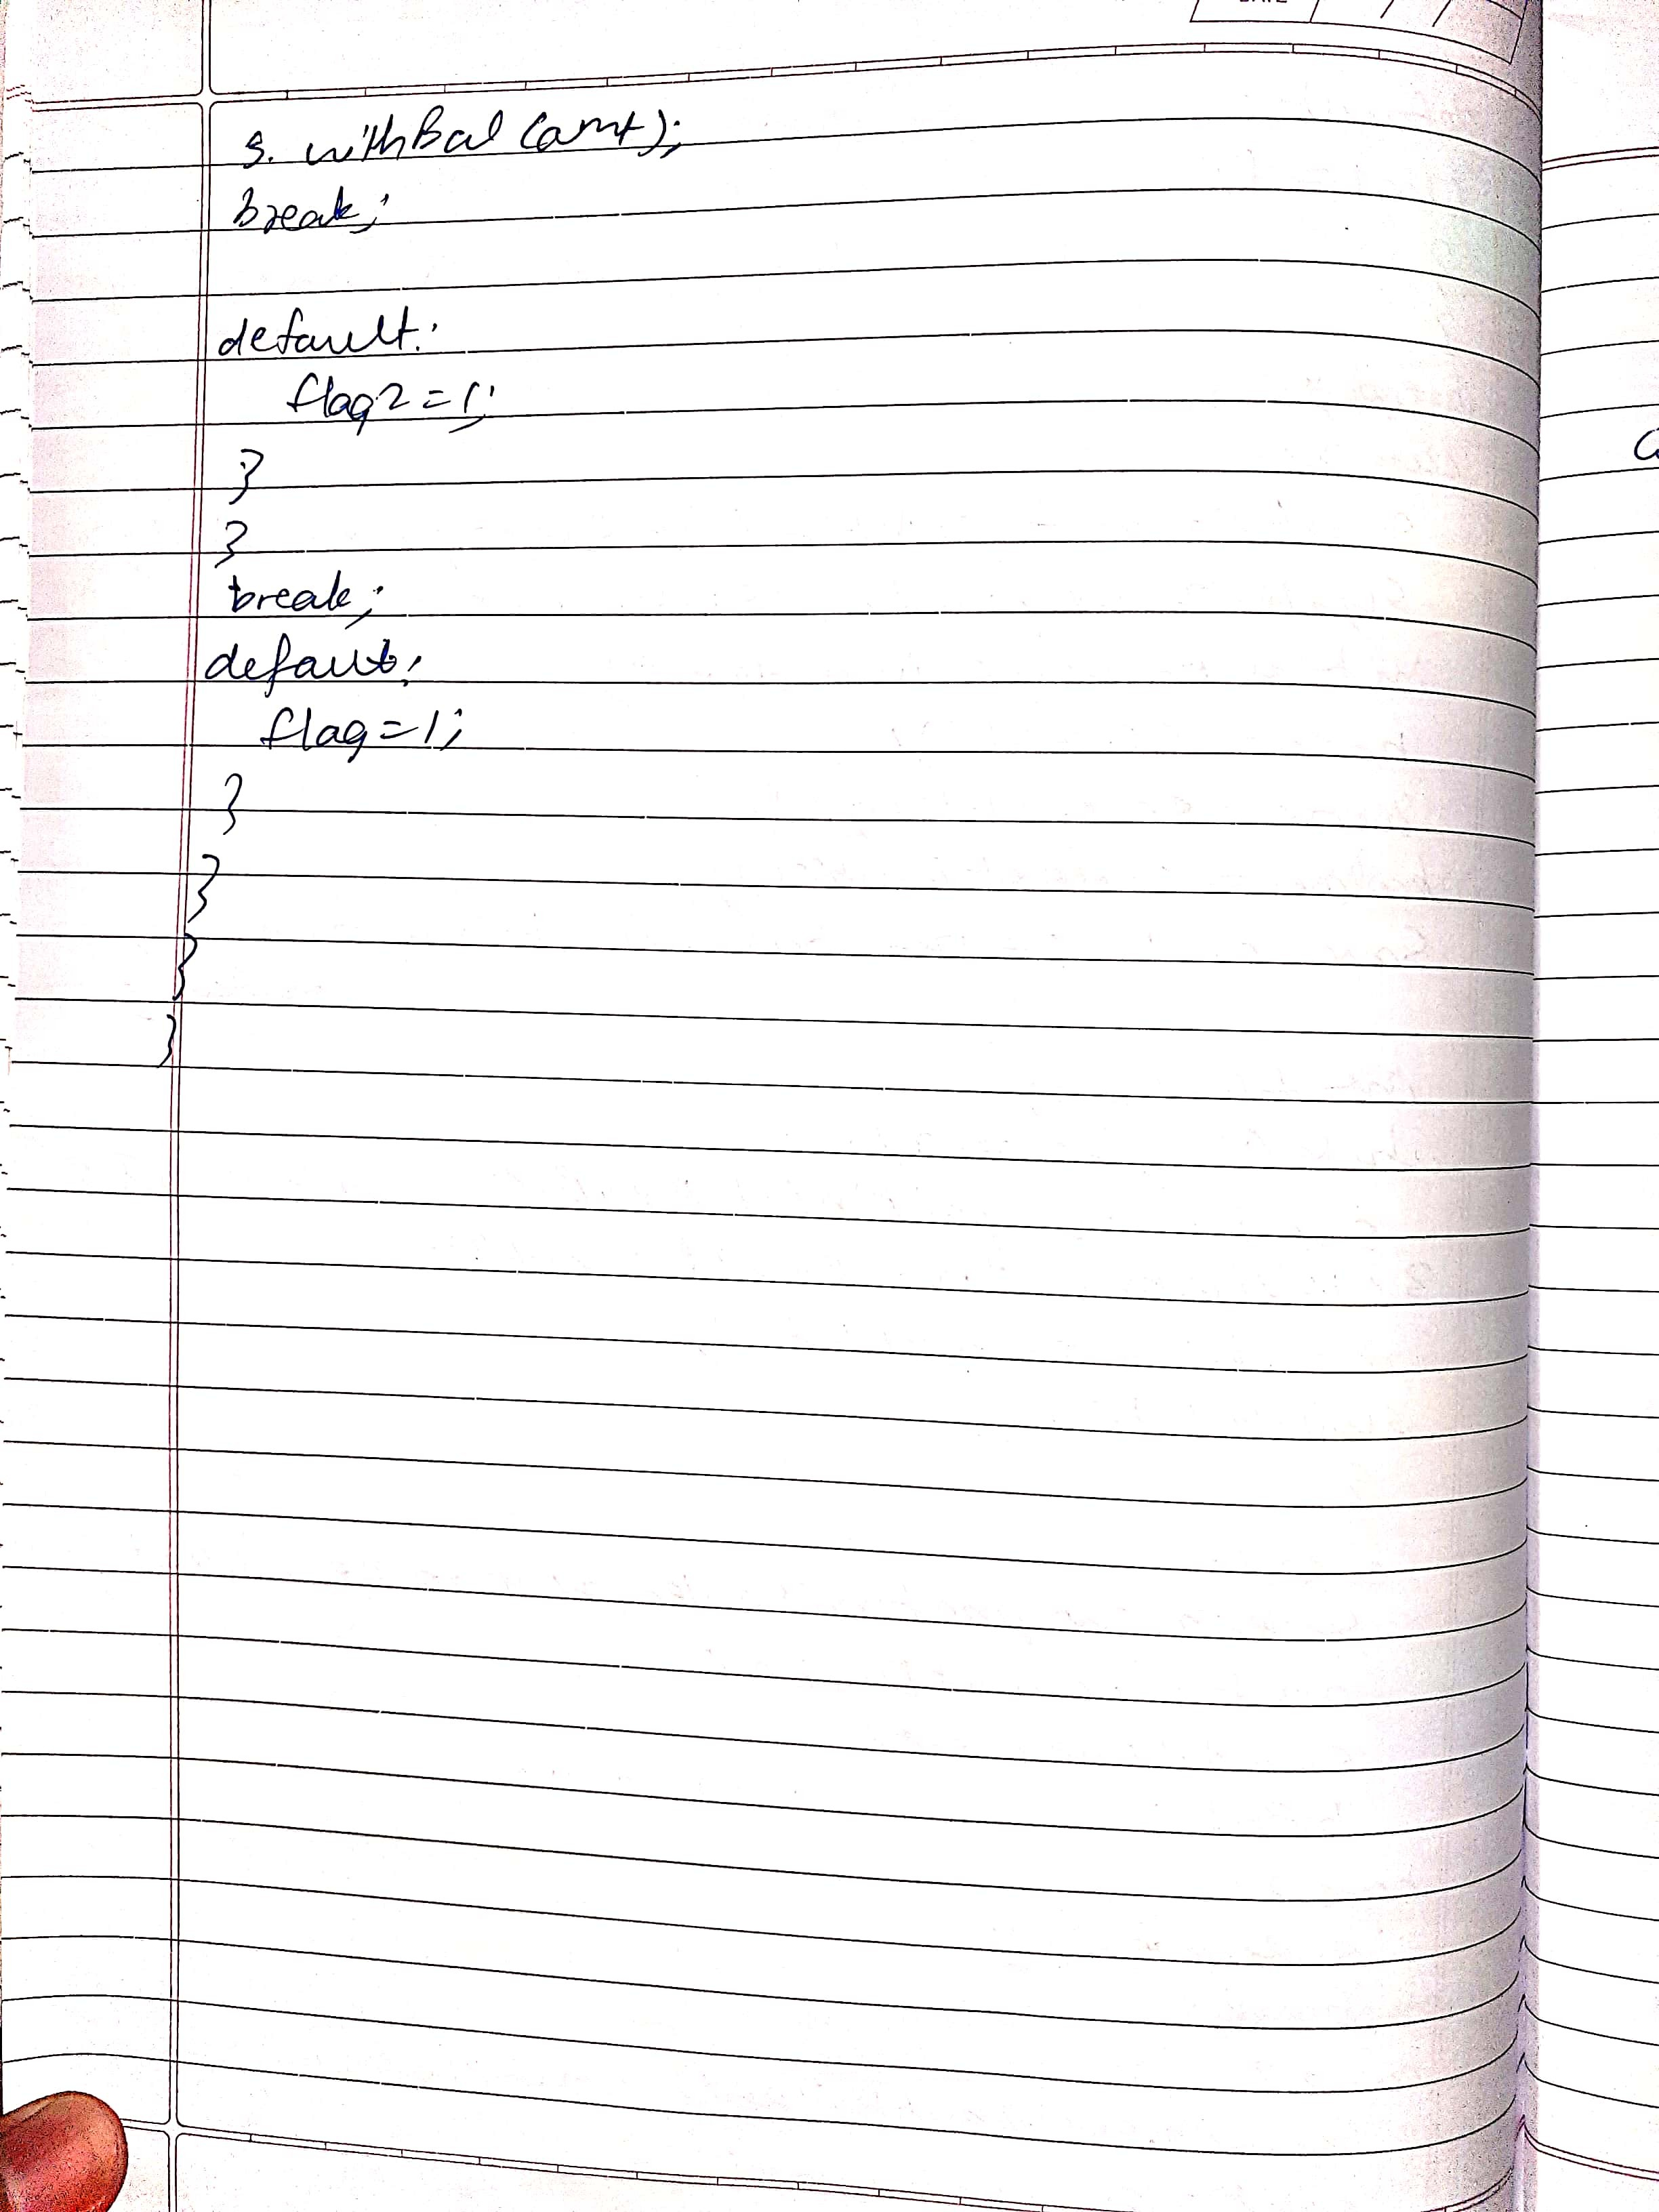 s. withBal (amt);
break;
default:
flag2 = 1;
}
}
break;
default:
flag = 1;
}
}
}
}